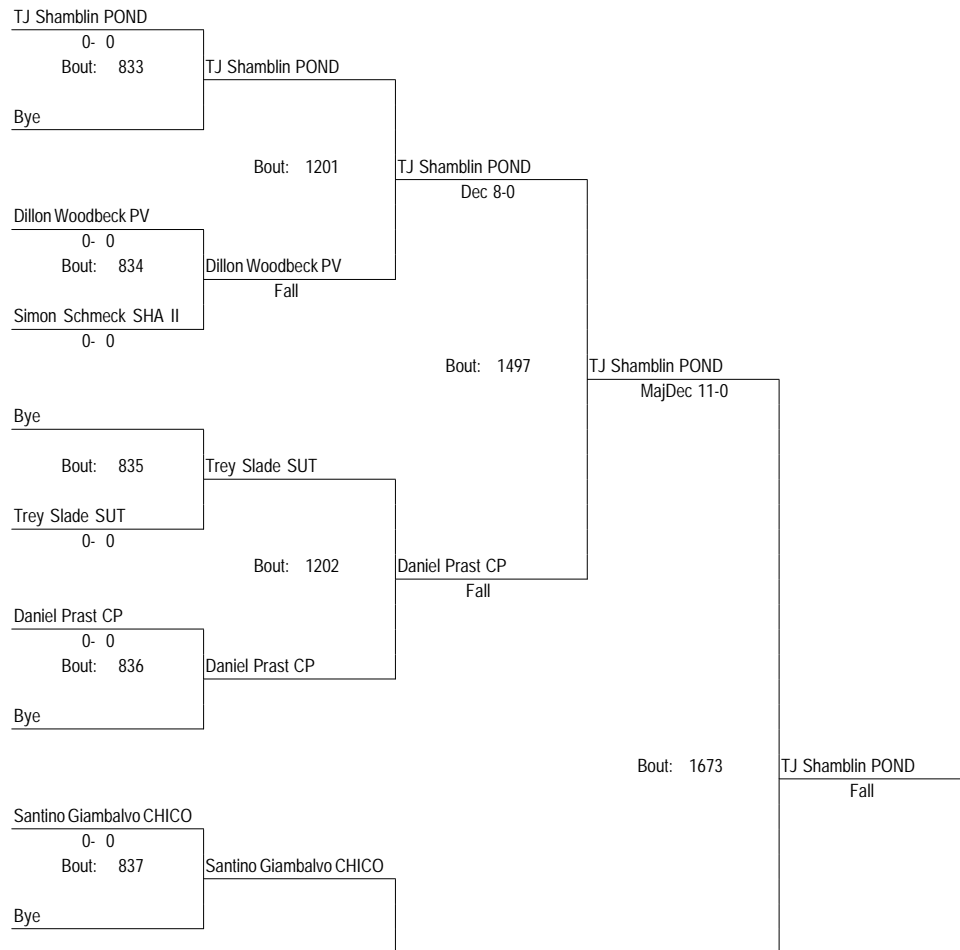 TJ Shamblin POND
0- 0
Bout: 833
TJ Shamblin POND
Bye
Bout: 1201
TJ Shamblin POND
Dec 8-0
Dillon Woodbeck PV
0- 0
Bout: 834
Dillon Woodbeck PV
Fall
Simon Schmeck SHA II
0- 0
Bout: 1497
TJ Shamblin POND
MajDec 11-0
Bye
Bout: 835
Trey Slade SUT
Trey Slade SUT
0- 0
Bout: 1202
Daniel Prast CP
Fall
Daniel Prast CP
0- 0
Bout: 836
Daniel Prast CP
Bye
Bout: 1673
TJ Shamblin POND
Fall
Santino Giambalvo CHICO
0- 0
Bout: 837
Santino Giambalvo CHICO
Bye